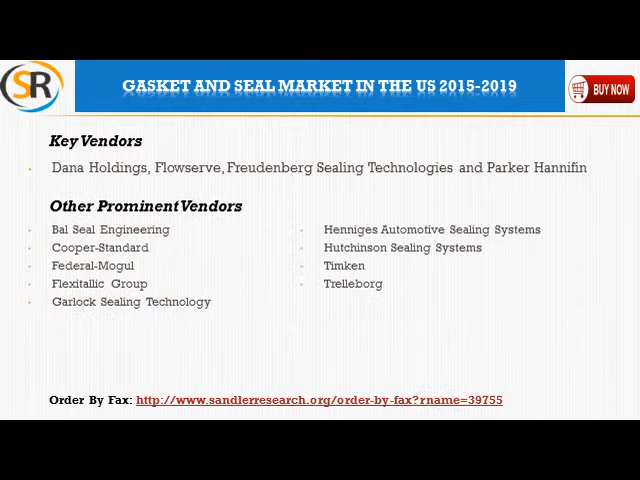 SR
GASKET AND SEAL MARKET IN THE US 2015-2019
BUY NOW
Key Vendors
Dana Holdings, Flowserve, Freudenberg Sealing Technologies and Parker Hannifin
Other Prominent Vendors
Bal Seal Engineering
Cooper-Standard
Federal-Mogul
Flexitallic Group
Garlock Sealing Technology
Henniges Automotive Sealing Systems
Hutchinson Sealing Systems
Timken
Trelleborg
Order By Fax: http://www.sandlerresearch.org/order-by-fax?rname=39755